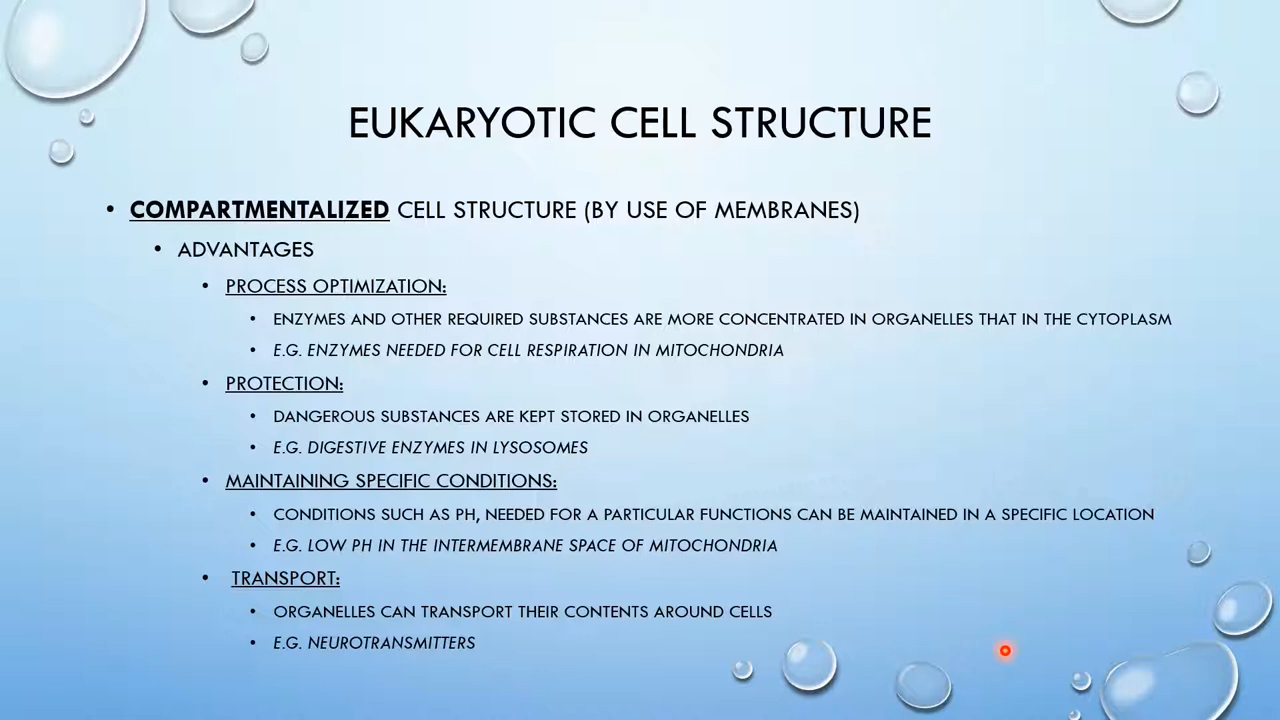 EUKARYOTIC CELL STRUCTURE
• COMPARTMENTALIZED CELL STRUCTURE (BY USE OF MEMBRANES)
• ADVANTAGES
• PROCESS OPTIMIZATION:
• ENZYMES AND OTHER REQUIRED SUBSTANCES ARE MORE CONCENTRATED IN ORGANELLES THAT IN THE CYTOPLASM
• E.G. ENZYMES NEEDED FOR CELL RESPIRATION IN MITOCHONDRIA
• PROTECTION:
• DANGEROUS SUBSTANCES ARE KEPT STORED IN ORGANELLES
• E.G. DIGESTIVE ENZYMES IN LYSOSOMES
• MAINTAINING SPECIFIC CONDITIONS:
• CONDITIONS SUCH AS PH, NEEDED FOR A PARTICULAR FUNCTIONS CAN BE MAINTAINED IN A SPECIFIC LOCATION
• E.G. LOW PH IN THE INTERMEMBRANE SPACE OF MITOCHONDRIA
• TRANSPORT:
• ORGANELLES CAN TRANSPORT THEIR CONTENTS AROUND CELLS
• E.G. NEUROTRANSMITTERS